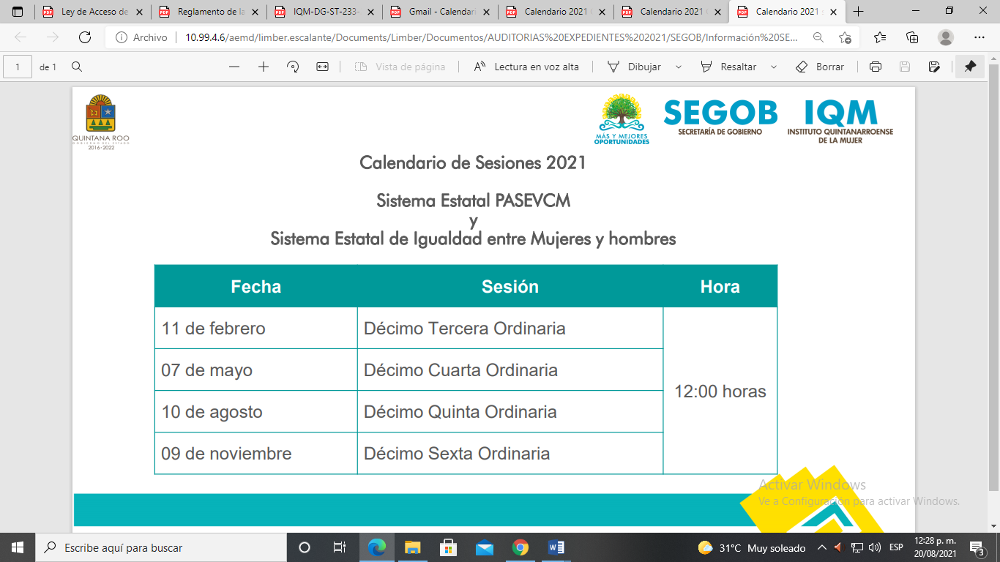 Ley de Acceso de
Reglamento de la
IQM-DG-ST-233-
Gmail - Calendari
Calendario 2021
Calendario 2021
Calendario 2021
Archivo
10.99.4.6/aemd/limber.escalante/Documents/Limber/Documentos/AUDITORIAS%20EXPEDIENTES%202021/SEGOB/Información%20SE...
1 de 1
Vista de página
Lectura en voz alta
Dibujar
Resaltar
Borrar
QUINTANA ROO
GOBIERNO DEL ESTADO
2016 - 2022
MÁS Y MEJORES
OPORTUNIDADES
SEGOB
SECRETARÍA DE GOBIERNO
IQM
INSTITUTO QUINTANARROENSE
DE LA MUJER
Calendario de Sesiones 2021
Sistema Estatal PASEVCM
y
Sistema Estatal de Igualdad entre Mujeres y hombres
Fecha Sesión Hora
11 de febrero Décimo Tercera Ordinaria
07 de mayo Décimo Cuarta Ordinaria
12:00 horas
10 de agosto Décimo Quinta Ordinaria
09 de noviembre Décimo Sexta Ordinaria
Activar Windows
Ve a Configuración para activar Windows.
Escribe aquí para buscar
31°C Muy soleado
ESP
12:28 p. m.
20/08/2021
3